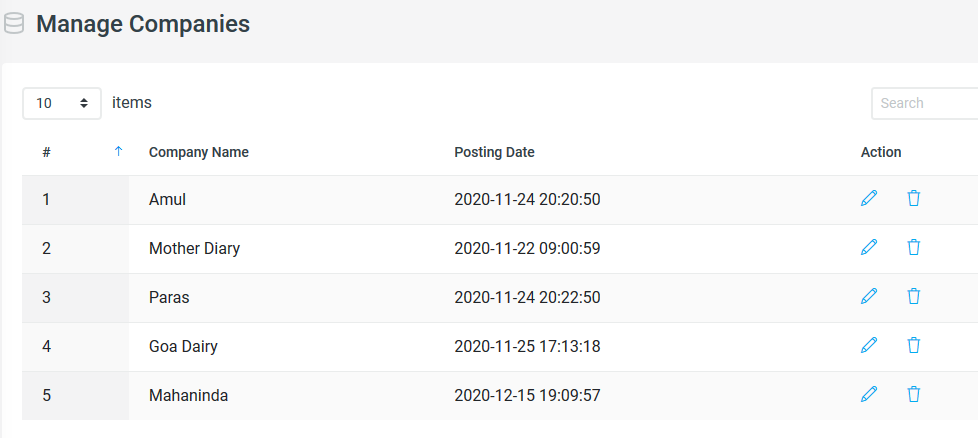 Manage Companies
10 items Search
# Company Name Posting Date Action
1 Amul 2020-11-24 20:20:50
2 Mother Diary 2020-11-22 09:00:59
3 Paras 2020-11-24 20:22:50
4 Goa Dairy 2020-11-25 17:13:18
5 Mahaninda 2020-12-15 19:09:57